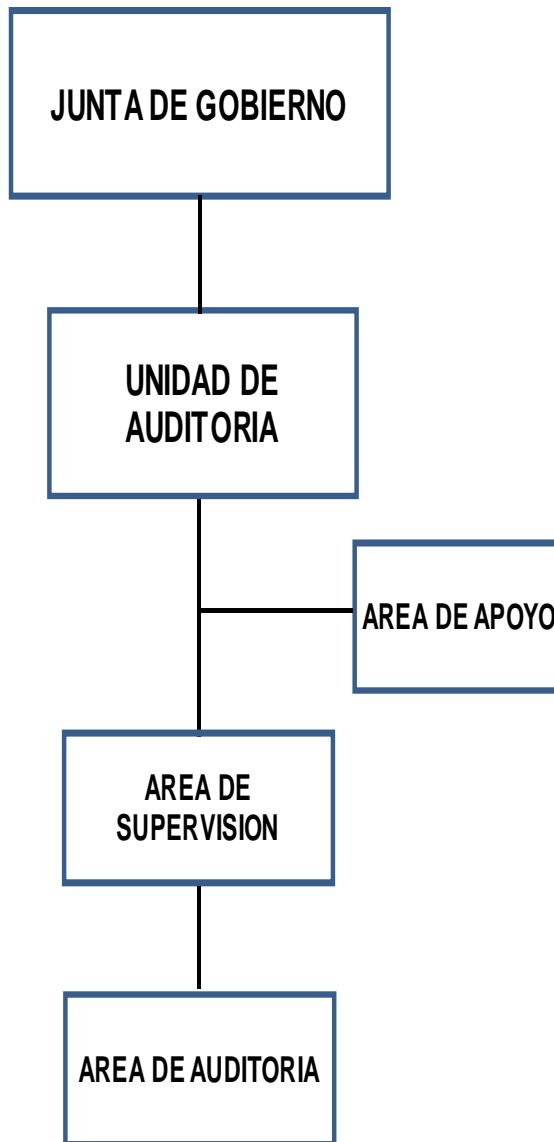 JUNTA DE GOBIERNO
UNIDAD DE
AUDITORIA
AREA DE APOYO
AREA DE
SUPERVISION
AREA DE AUDITORIA